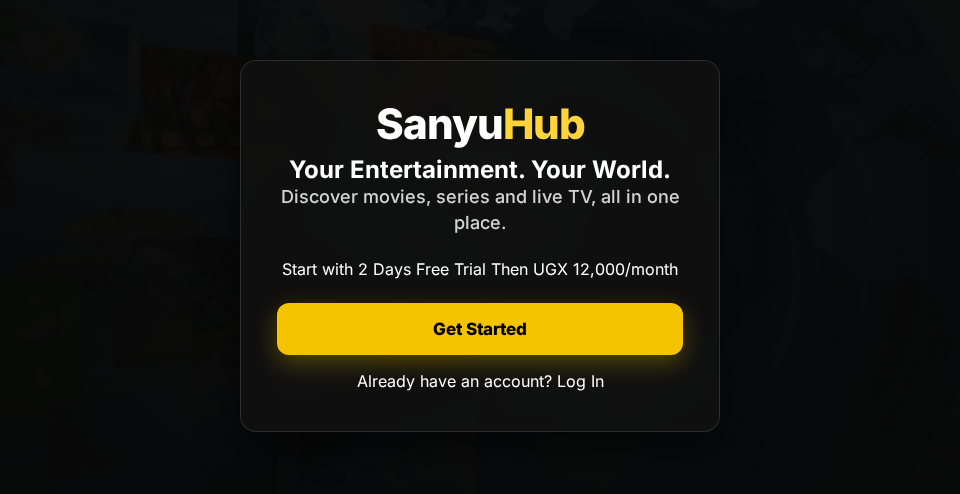 SanyuHub
Your Entertainment. Your World.
Discover movies, series and live TV, all in one
place.
Start with 2 Days Free Trial Then UGX 12,000/month
Get Started
Already have an account? Log In